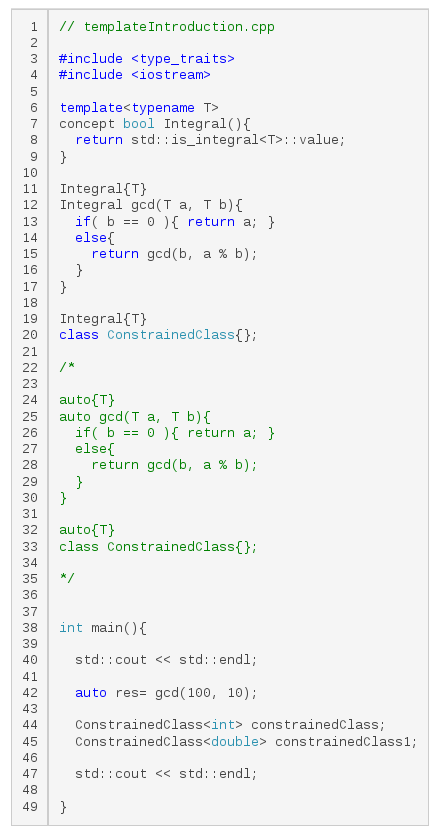 1 // templateIntroduction.cpp
2
3 #include <type_traits>
4 #include <iostream>
5
6 template<typename T>
7 concept bool Integral(){
8   return std::is_integral<T>::value;
9 }
10
11 Integral{T}
12 Integral gcd(T a, T b){
13   if( b == 0 ){ return a; }
14   else{
15     return gcd(b, a % b);
16   }
17 }
18
19 Integral{T}
20 class ConstrainedClass{};
21
22 /*
23
24 auto{T}
25 auto gcd(T a, T b){
26   if( b == 0 ){ return a; }
27   else{
28     return gcd(b, a % b);
29   }
30 }
31
32 auto{T}
33 class ConstrainedClass{};
34
35 */
36
37
38 int main(){
39
40   std::cout << std::endl;
41
42   auto res= gcd(100, 10);
43
44   ConstrainedClass<int> constrainedClass;
45   ConstrainedClass<double> constrainedClass1;
46
47   std::cout << std::endl;
48
49 }